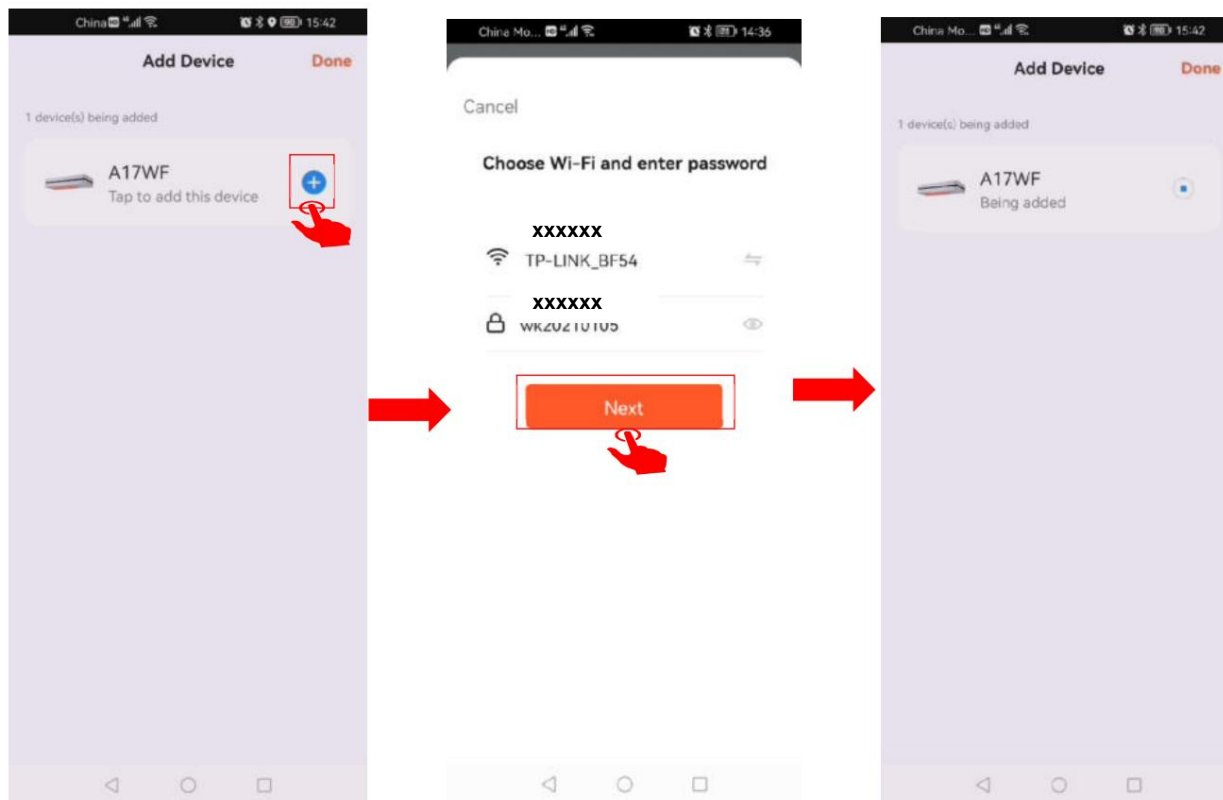 China 15:42
Add Device
Done
1 device(s) being added
A17WF
Tap to add this device
China Mo... 14:36
Cancel
Choose Wi-Fi and enter password
xxxxxx
TP-LINK_BF54
xxxxxx
Next
China Mo... 15:42
Add Device
Done
1 device(s) being added
A17WF
Being added